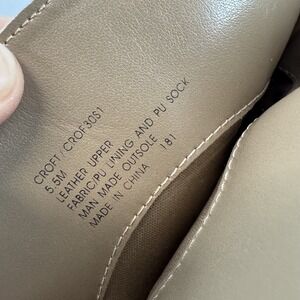 CROFT / CROF30S1
5.5M
LEATHER UPPER
FABRIC/PU LINING AND PU SOCK
MAN MADE OUTSOLE
MADE IN CHINA 181